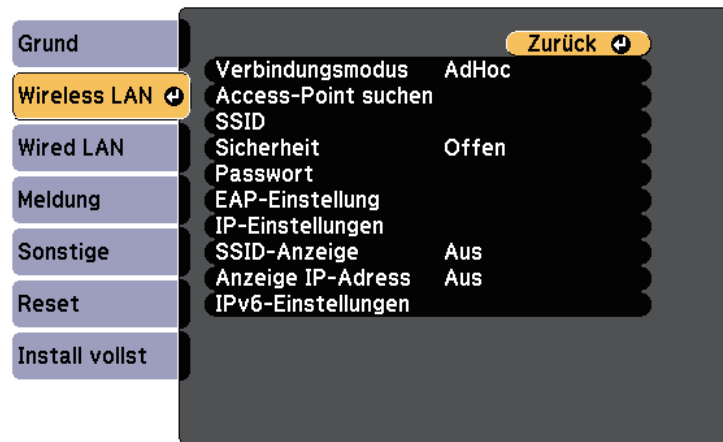 Grund
Wireless LAN
Wired LAN
Meldung
Sonstige
Reset
Install vollst
Zurück
Verbindungsmodus AdHoc
Access-Point suchen
SSID
Sicherheit Offen
Passwort
EAP-Einstellung
IP-Einstellungen
SSID-Anzeige Aus
Anzeige IP-Adress Aus
IPv6-Einstellungen